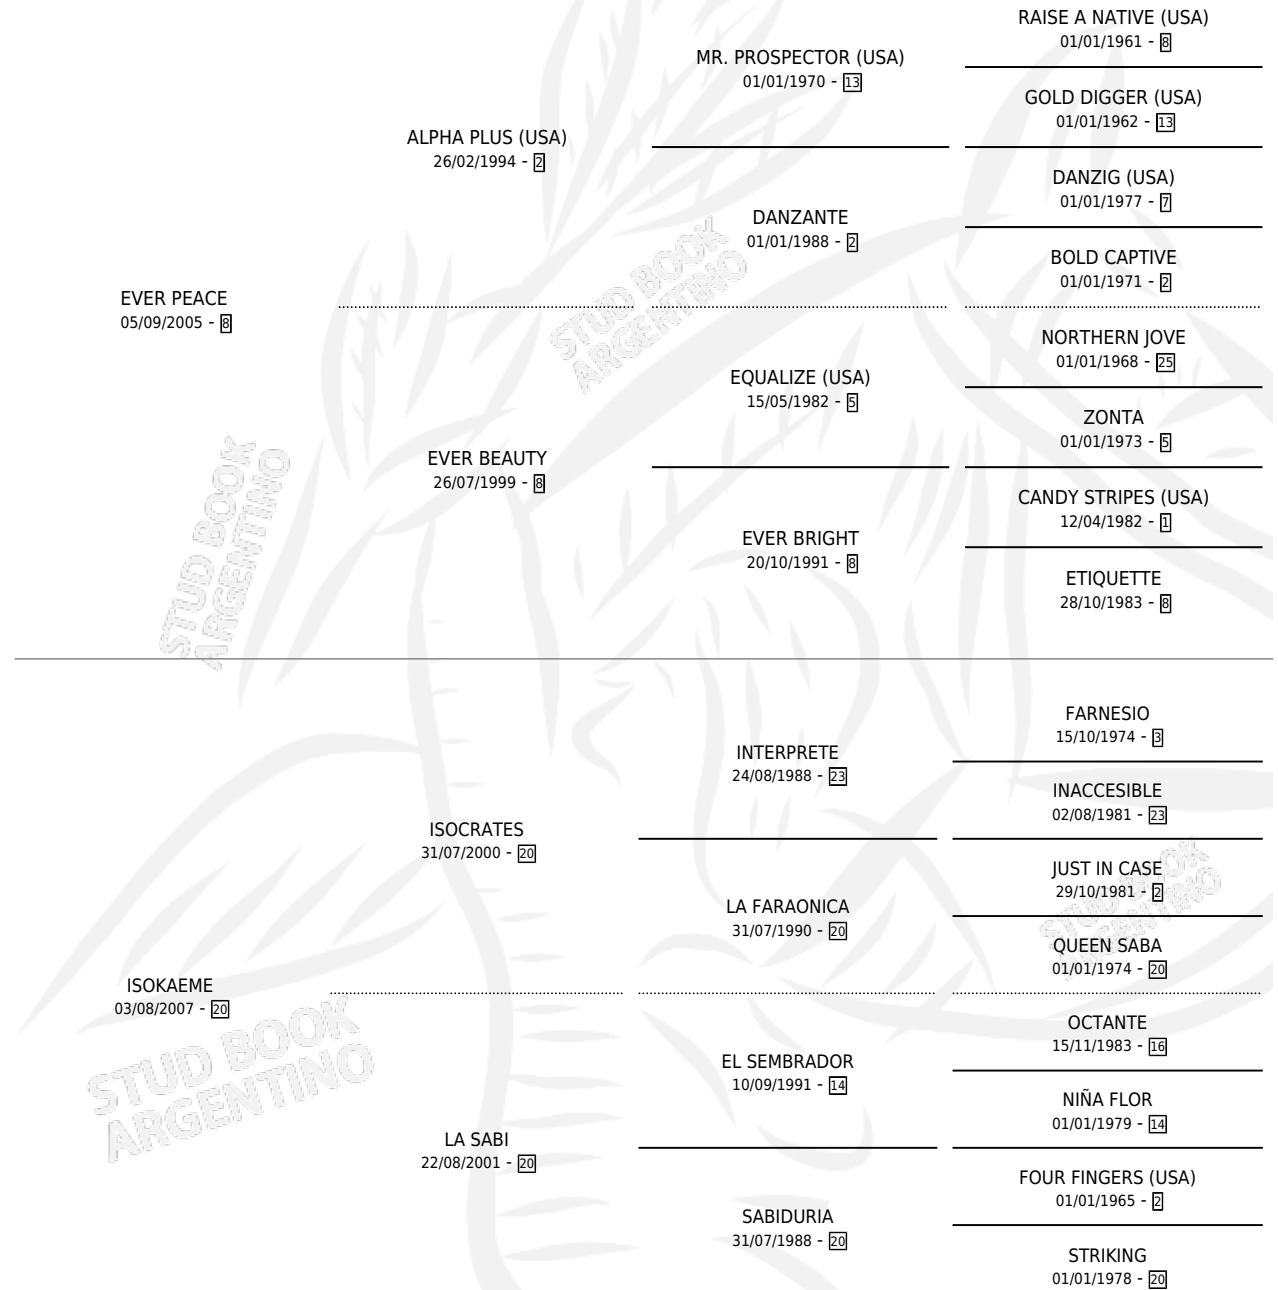 RAISE A NATIVE (USA)
01/01/1961 - 8
MR. PROSPECTOR (USA)
01/01/1970 - 13
GOLD DIGGER (USA)
01/01/1962 - 13
ALPHA PLUS (USA)
26/02/1994 - 2
DANZIG (USA)
01/01/1977 - 7
DANZANTE
01/01/1988 - 2
BOLD CAPTIVE
01/01/1971 - 2
EVER PEACE
05/09/2005 - 8
NORTHERN JOVE
01/01/1968 - 25
EQUALIZE (USA)
15/05/1982 - 5
ZONTA
01/01/1973 - 5
EVER BEAUTY
26/07/1999 - 8
CANDY STRIPES (USA)
12/04/1982 - 1
EVER BRIGHT
20/10/1991 - 8
ETIQUETTE
28/10/1983 - 8
STUD BOOK
ARGENTINO
STUD BOOK
ARGENTINO
FARNESIO
15/10/1974 - 3
INTERPRETE
24/08/1988 - 23
INACCESIBLE
02/08/1981 - 23
ISOCRATES
31/07/2000 - 20
JUST IN CASE
29/10/1981 - 2
LA FARAONICA
31/07/1990 - 20
QUEEN SABA
01/01/1974 - 20
ISOKAEME
03/08/2007 - 20
OCTANTE
15/11/1983 - 16
EL SEMBRADOR
10/09/1991 - 14
NIÑA FLOR
01/01/1979 - 14
LA SABI
22/08/2001 - 20
FOUR FINGERS (USA)
01/01/1965 - 2
SABIDURIA
31/07/1988 - 20
STRIKING
01/01/1978 - 20
STUD BOOK
ARGENTINO
STUD BOOK
ARGENTINO